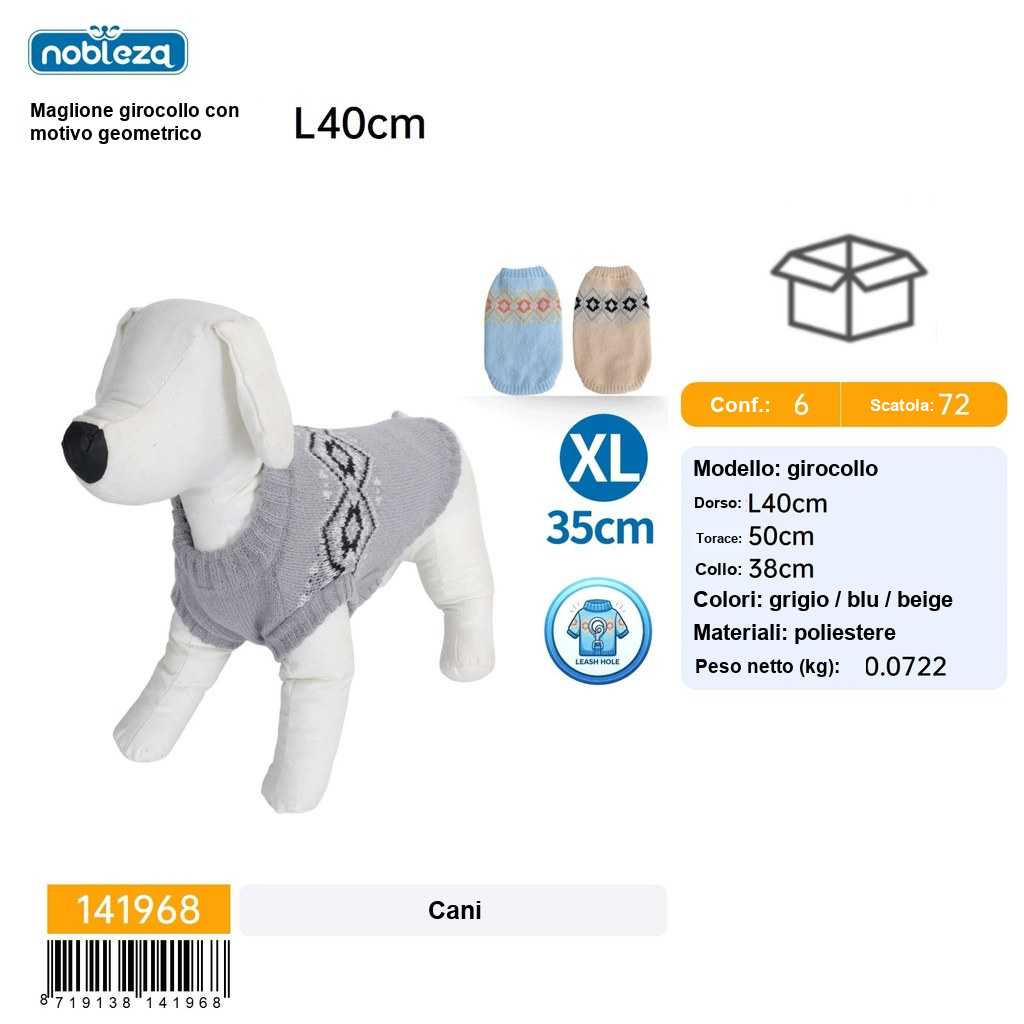 nobleza
Maglione girocollo con
motivo geometrico
L40cm
Conf.: 6 Scatola: 72
XL
35cm
LEASH HOLE
Modello: girocollo
Dorso: L40cm
Torace: 50cm
Collo: 38cm
Colori: grigio / blu / beige
Materiali: poliestere
Peso netto (kg): 0.0722
141968
Cani
8 719138 141968